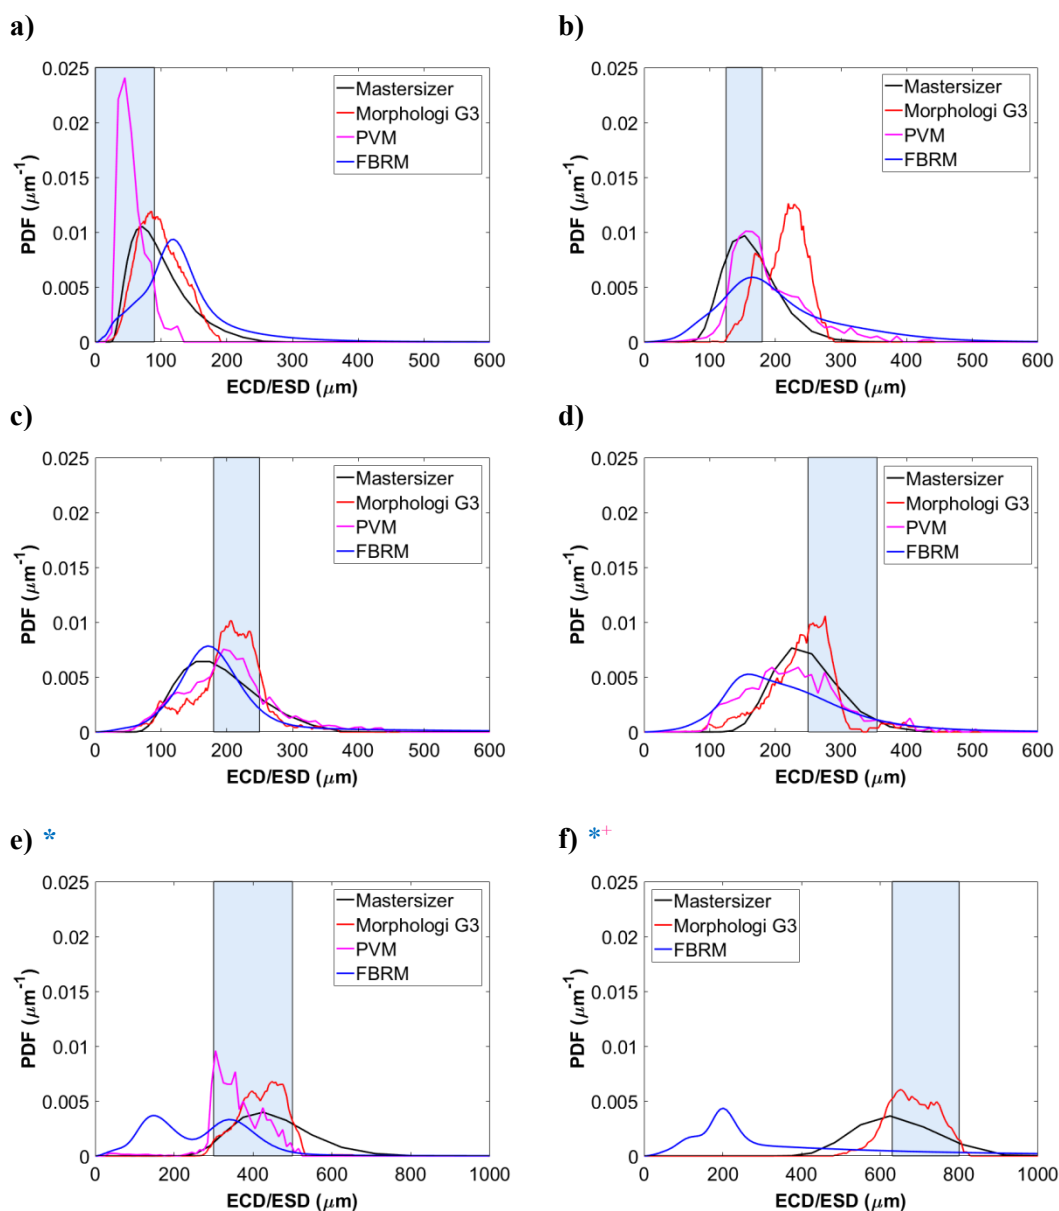 a)
0.025
0.02
0.015
0.01
0.005
0
PDF (μm⁻¹)
Mastersizer
Morphologi G3
PVM
FBRM
0 100 200 300 400 500 600
ECD/ESD (μm)
b)
0.025
0.02
0.015
0.01
0.005
0
PDF (μm⁻¹)
Mastersizer
Morphologi G3
PVM
FBRM
0 100 200 300 400 500 600
ECD/ESD (μm)
c)
0.025
0.02
0.015
0.01
0.005
0
PDF (μm⁻¹)
Mastersizer
Morphologi G3
PVM
FBRM
0 100 200 300 400 500 600
ECD/ESD (μm)
d)
0.025
0.02
0.015
0.01
0.005
0
PDF (μm⁻¹)
Mastersizer
Morphologi G3
PVM
FBRM
0 100 200 300 400 500 600
ECD/ESD (μm)
e) *
0.025
0.02
0.015
0.01
0.005
0
PDF (μm⁻¹)
Mastersizer
Morphologi G3
PVM
FBRM
0 200 400 600 800 1000
ECD/ESD (μm)
f) *⁺
0.025
0.02
0.015
0.01
0.005
0
PDF (μm⁻¹)
Mastersizer
Morphologi G3
FBRM
0 200 400 600 800 1000
ECD/ESD (μm)